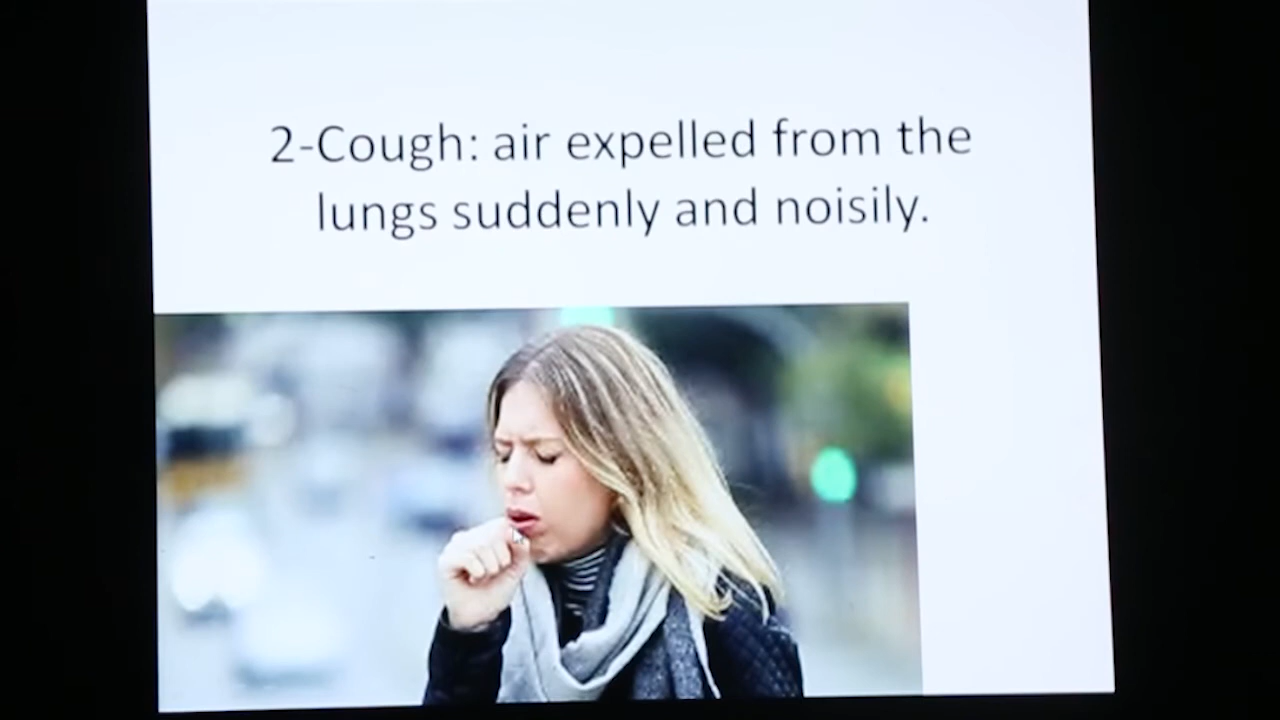 2-Cough: air expelled from the
lungs suddenly and noisily.